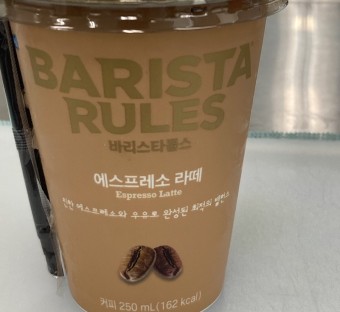 BARISTA
RULES
바리스타룰스
에스프레소 라떼
Espresso Latte
진한 에스프레소와 우유로 완성된 최적의 밸런스
커피 250 mL(162 kcal)